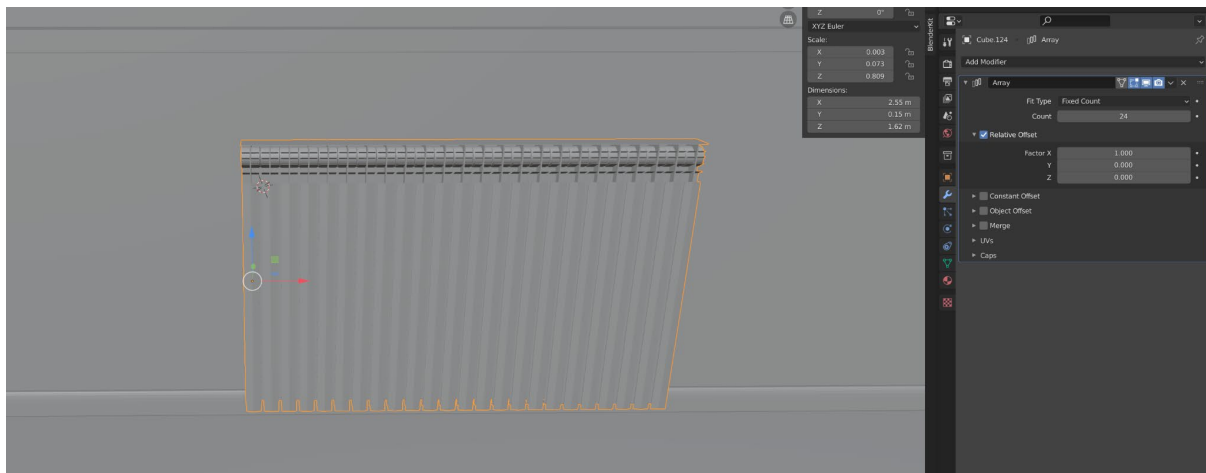 Z 0°
XYZ Euler
Scale:
X 0.003
Y 0.073
Z 0.809
Dimensions:
X 2.55 m
Y 0.15 m
Z 1.62 m
BlenderKit
Cube.124 Array
Add Modifier
Array
Fit Type Fixed Count
Count 24
Relative Offset
Factor X 1.000
Y 0.000
Z 0.000
Constant Offset
Object Offset
Merge
UVs
Caps